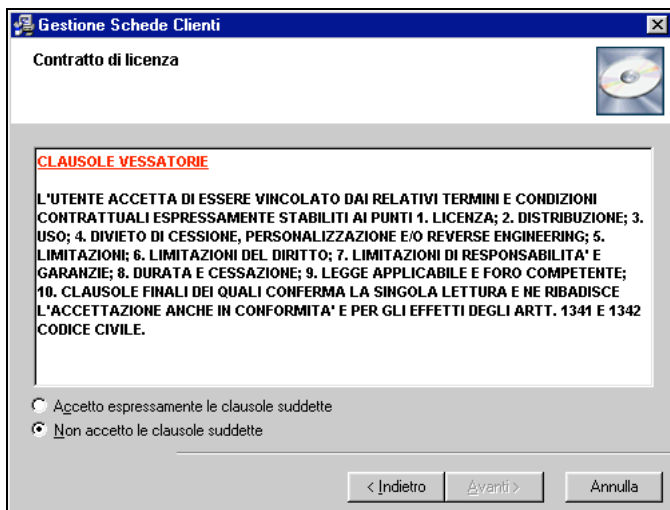 Gestione Schede Clienti
Contratto di licenza
CLAUSOLE VESSATORIE
L'UTENTE ACCETTA DI ESSERE VINCOLATO DAI RELATIVI TERMINI E CONDIZIONI
CONTRATTUALI ESPRESSAMENTE STABILITI AI PUNTI 1. LICENZA; 2. DISTRIBUZIONE; 3.
USO; 4. DIVIETO DI CESSIONE, PERSONALIZZAZIONE E/O REVERSE ENGINEERING; 5.
LIMITAZIONI; 6. LIMITAZIONI DEL DIRITTO; 7. LIMITAZIONI DI RESPONSABILITA' E
GARANZIE; 8. DURATA E CESSAZIONE; 9. LEGGE APPLICABILE E FORO COMPETENTE;
10. CLAUSOLE FINALI DEI QUALI CONFERMA LA SINGOLA LETTURA E NE RIBADISCE
L'ACCETTAZIONE ANCHE IN CONFORMITA' E PER GLI EFFETTI DEGLI ARTT. 1341 E 1342
CODICE CIVILE.
Accetto espressamente le clausole suddette
Non accetto le clausole suddette
< Indietro
Avanti >
Annulla